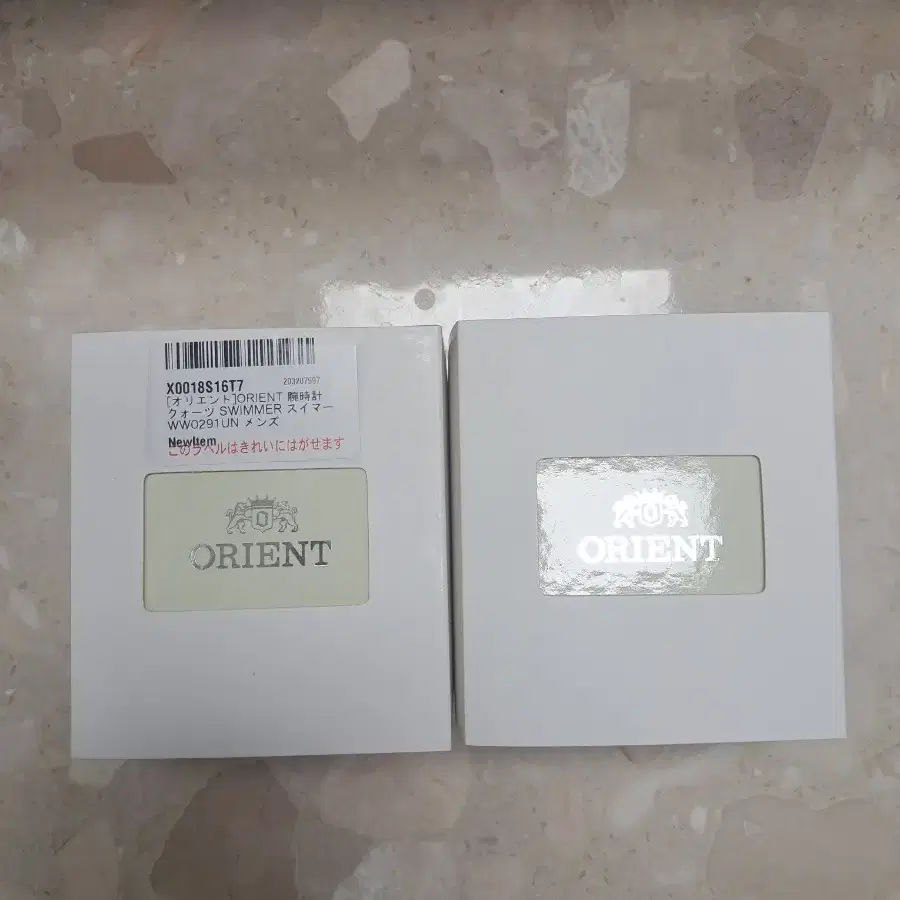 X0018S16T7
203207597
[オリエント]ORIENT 腕時計
クォーツ SWIMMER スイマー
WW0291UN メンズ
NewItem
このラベルはきれいにはがせます
ORIENT
ORIENT